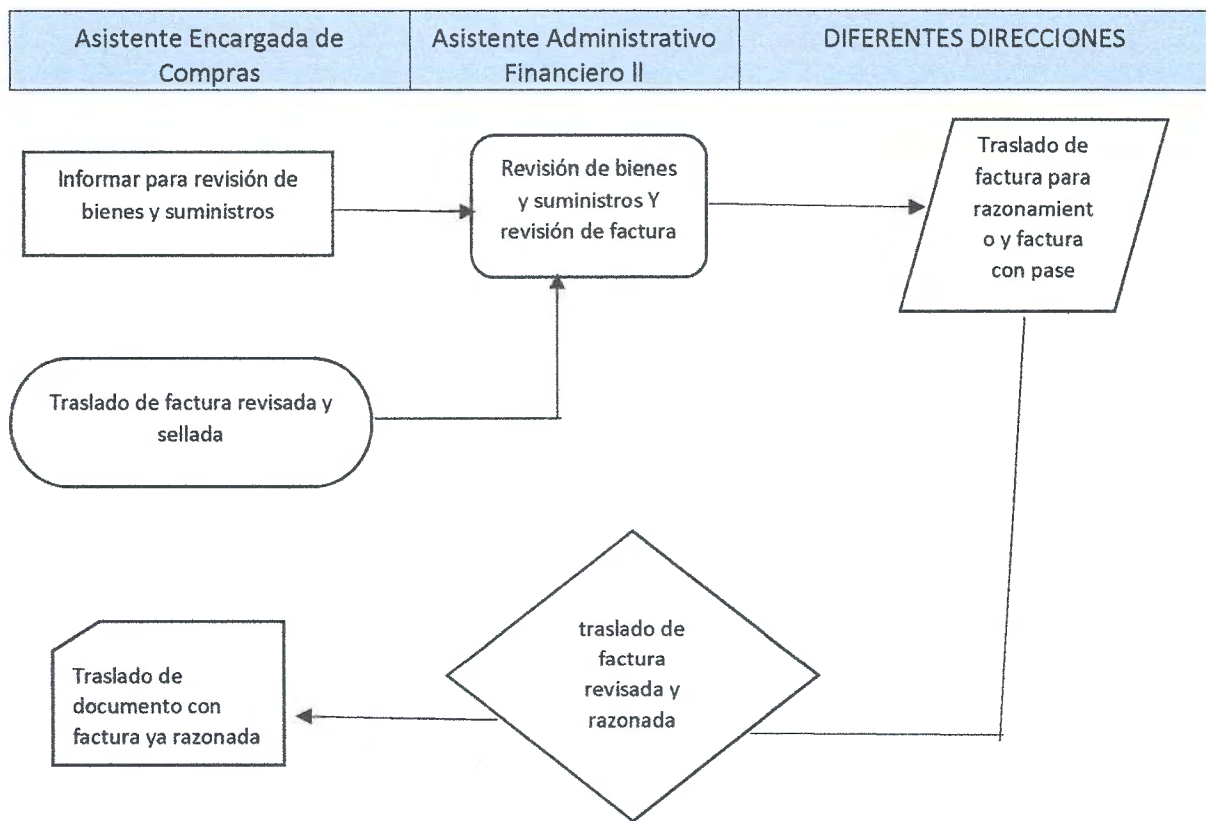 Asistente Encargada de
Compras
Asistente Administrativo
Financiero II
DIFERENTES DIRECCIONES
Informar para revisión de
bienes y suministros
Revisión de bienes
y suministros Y
revisión de factura
Traslado de
factura para
razonamient
o y factura
con pase
Traslado de factura revisada y
sellada
traslado de
factura
revisada y
razonada
Traslado de
documento con
factura ya razonada